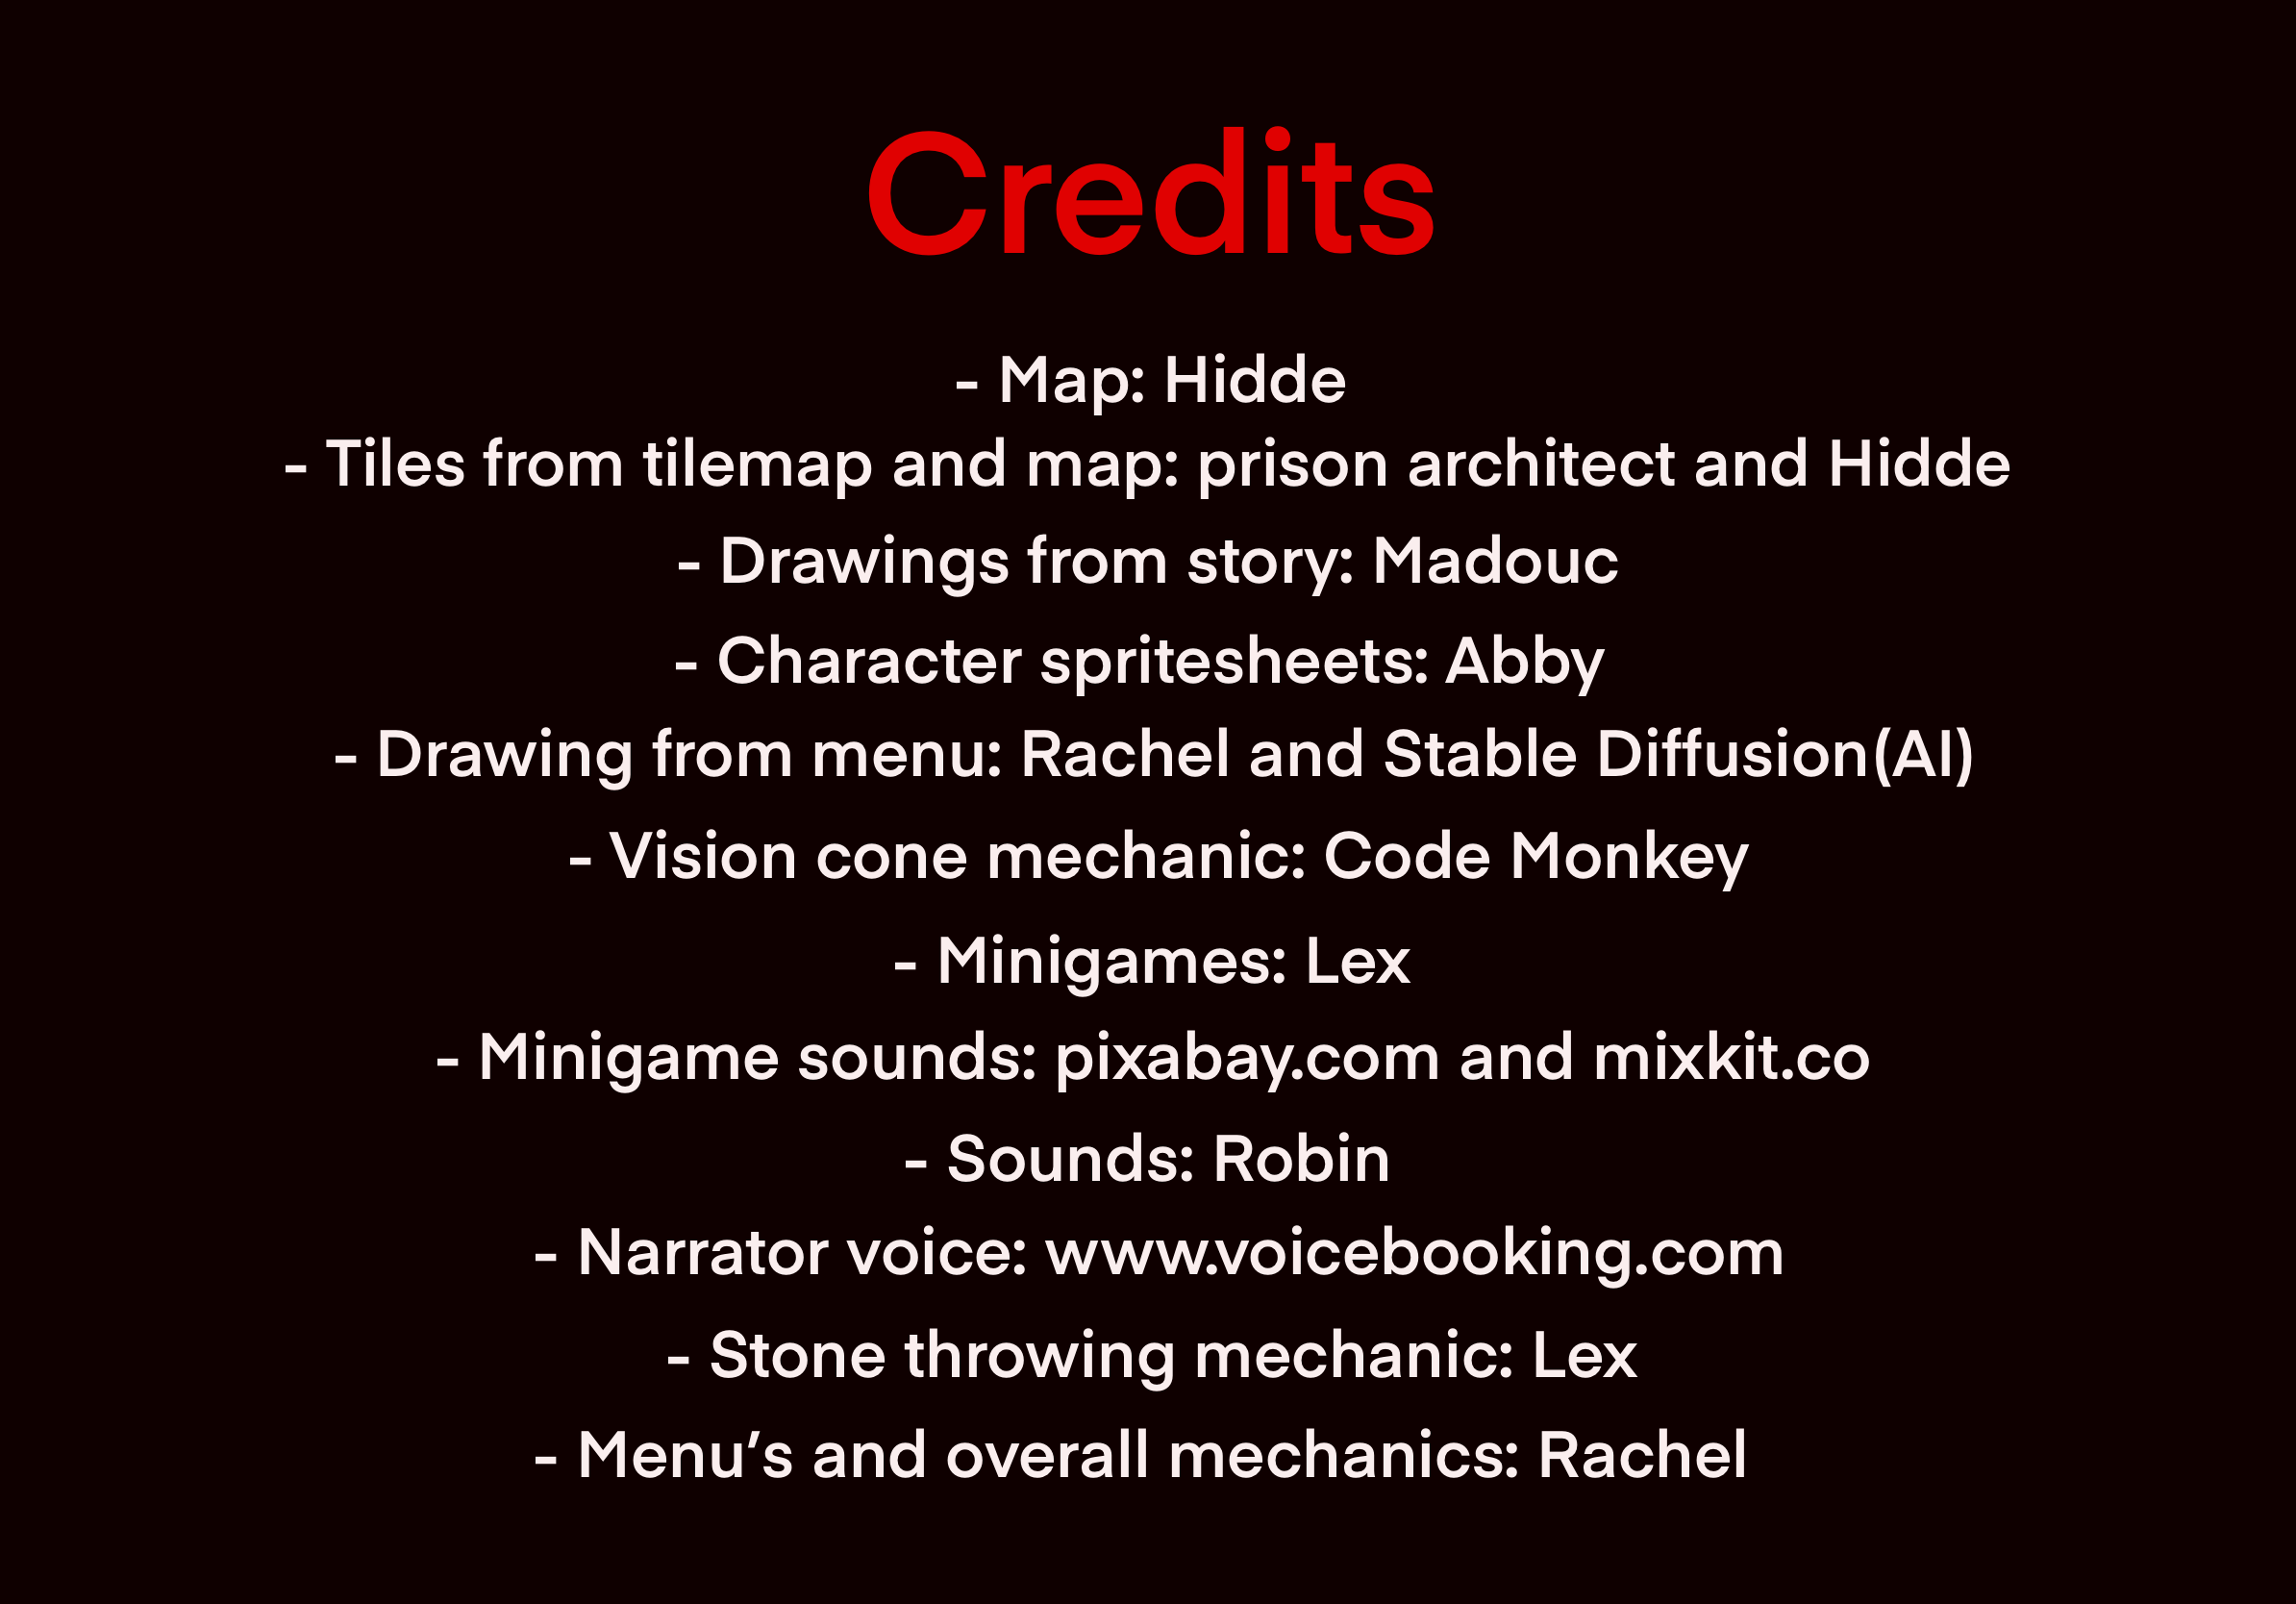 Credits
- Map: Hidde
- Tiles from tilemap and map: prison architect and Hidde
- Drawings from story: Madouc
- Character spritesheets: Abby
- Drawing from menu: Rachel and Stable Diffusion(AI)
- Vision cone mechanic: Code Monkey
- Minigames: Lex
- Minigame sounds: pixabay.com and mixkit.co
- Sounds: Robin
- Narrator voice: www.voicebooking.com
- Stone throwing mechanic: Lex
- Menu’s and overall mechanics: Rachel